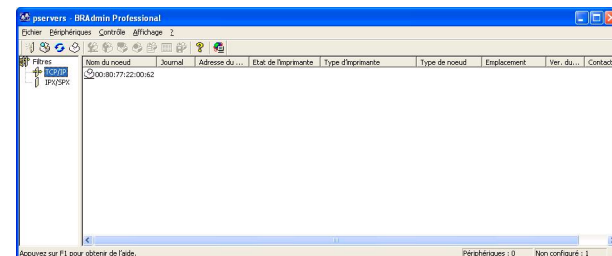 pservers - BRAdmin Professional
Fichier Périphériques Contrôle Affichage ?
Filtres
TCP/IP
IPX/SPX
Nom du noeud Journal Adresse du ... Etat de l'imprimante Type d'imprimante Type de noeud Emplacement Ver. du... Contact
00:80:77:22:00:62
Appuyez sur F1 pour obtenir de l'aide. Périphériques : 0 Non configuré : 1